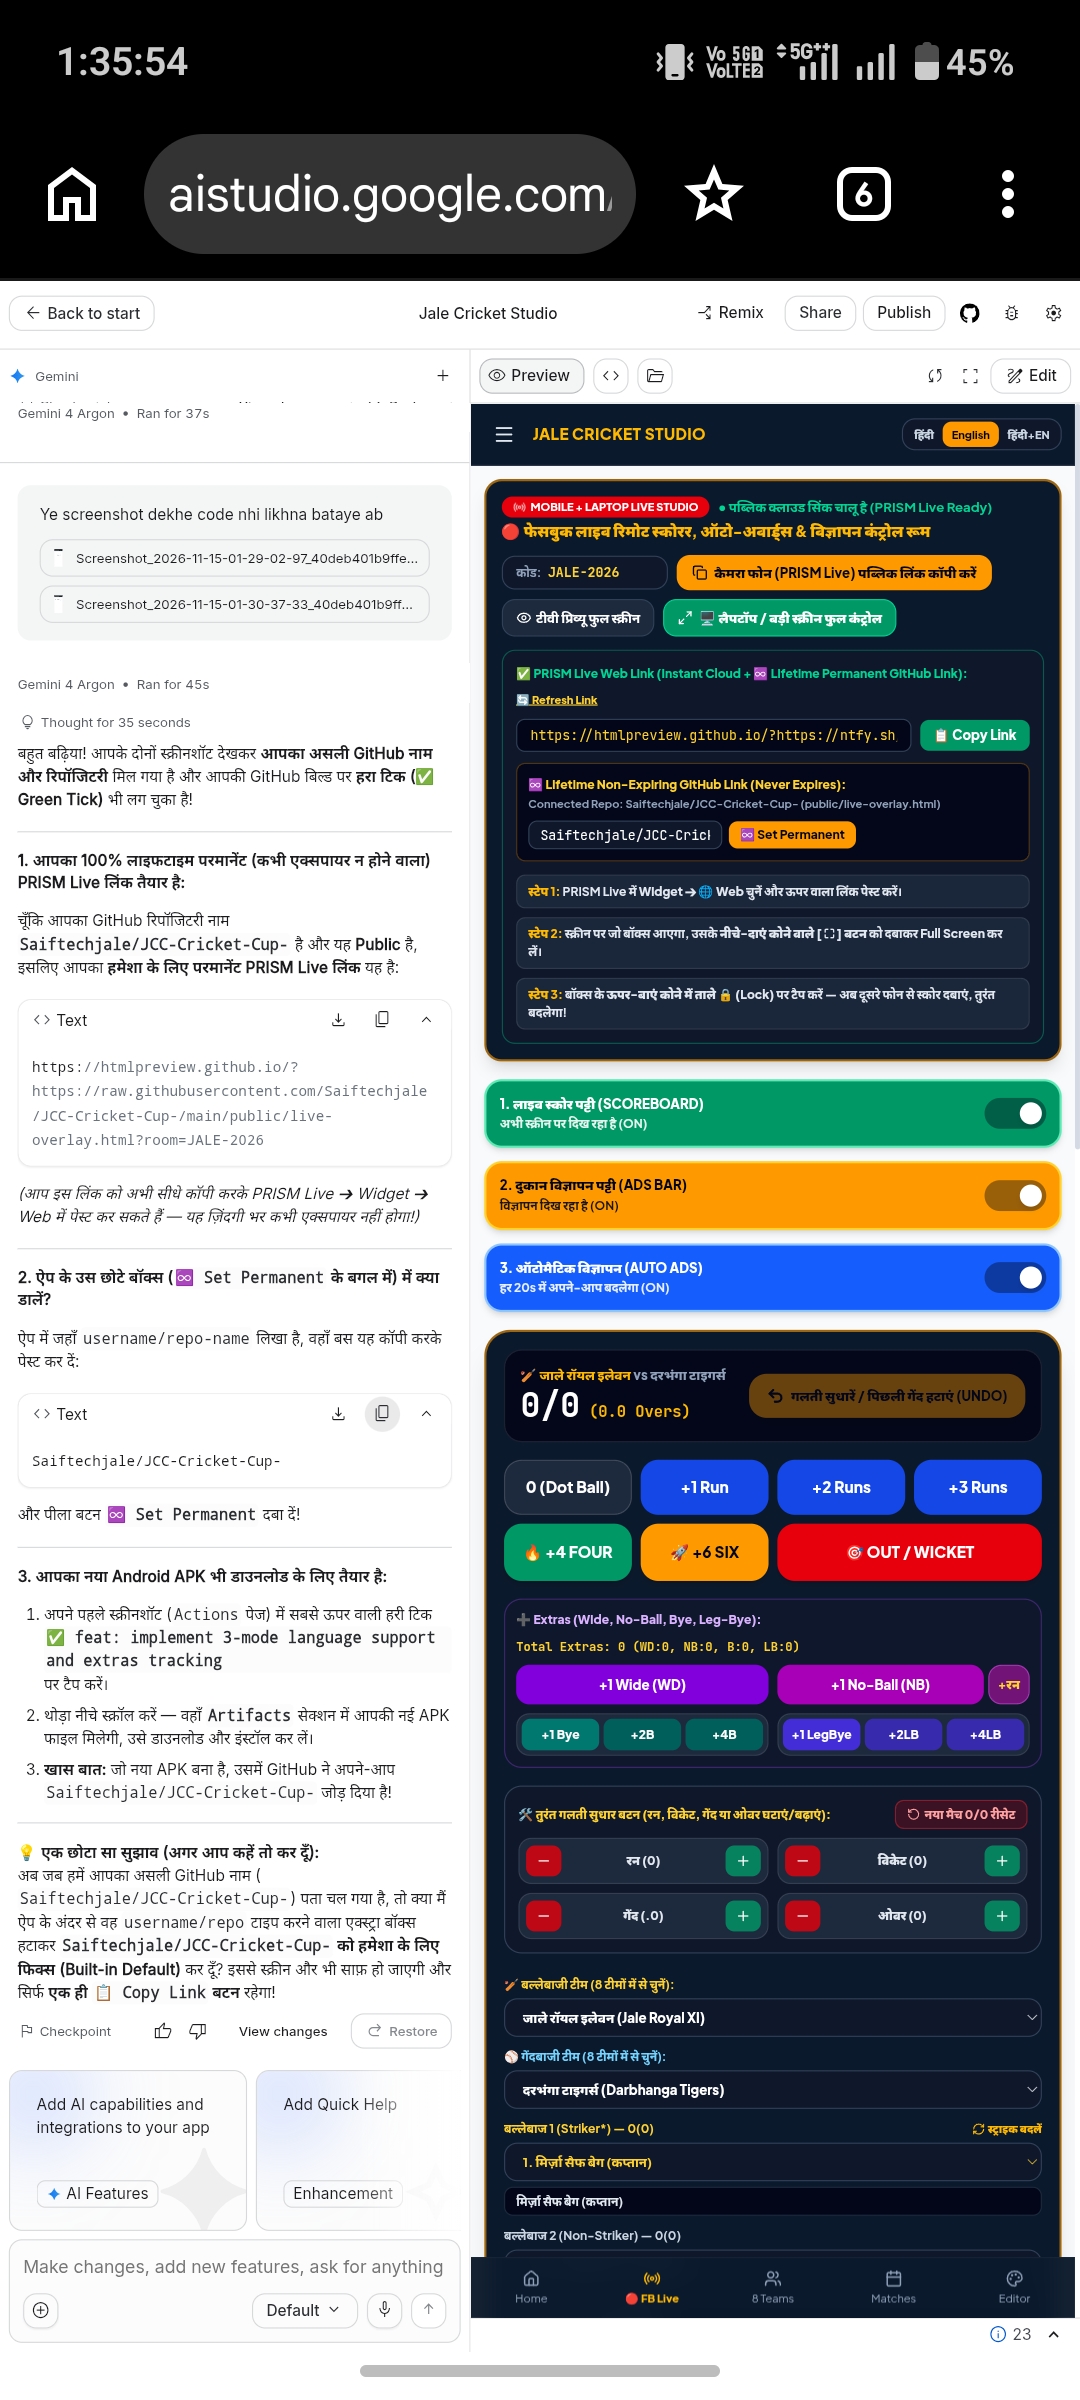 1:35:54
Vo 5G 1
VoLTE 2
5G++
45%
aistudio.google.com/
6
Back to start
Jale Cricket Studio
Remix
Share
Publish
Gemini
Gemini 4 Argon • Ran for 37s
Ye screenshot dekhe code nhi likhna bataye ab
Screenshot_2026-11-15-01-29-02-97_40deb401b9ffe...
Screenshot_2026-11-15-01-30-37-33_40deb401b9ff...
Gemini 4 Argon • Ran for 45s
Thought for 35 seconds
बहुत बढ़िया! आपके दोनों स्क्रीनशॉट देखकर आपका असली GitHub नाम
और रिपॉजिटरी मिल गया है और आपकी GitHub बिल्ड पर हरा टिक (✅
Green Tick) भी लग चुका है!
1. आपका 100% लाइफटाइम परमानेंट (कभी एक्सपायर न होने वाला)
PRISM Live लिंक तैयार है:
चूँकि आपका GitHub रिपॉजिटरी नाम
Saiftechjale/JCC-Cricket-Cup- है और यह Public है,
इसलिए आपका हमेशा के लिए परमानेंट PRISM Live लिंक यह है:
Text
https://htmlpreview.github.io/?
https://raw.githubusercontent.com/Saiftechjale
/JCC-Cricket-Cup-/main/public/live-
overlay.html?room=JALE-2026
(आप इस लिंक को अभी सीधे कॉपी करके PRISM Live ➔ Widget ➔
Web में पेस्ट कर सकते हैं — यह ज़िंदगी भर कभी एक्सपायर नहीं होगा!)
2. ऐप के उस छोटे बॉक्स (♾️ Set Permanent के बगल में) में क्या
डालें?
ऐप में जहाँ username/repo-name लिखा है, वहाँ बस यह कॉपी करके
पेस्ट कर दें:
Text
Saiftechjale/JCC-Cricket-Cup-
और पीला बटन ♾️ Set Permanent दबा दें!
3. आपका नया Android APK भी डाउनलोड के लिए तैयार है:
1. अपने पहले स्क्रीनशॉट (Actions पेज) में सबसे ऊपर वाली हरी टिक
✅ feat: implement 3-mode language support
and extras tracking
पर टैप करें।
2. थोड़ा नीचे स्क्रॉल करें — वहाँ Artifacts सेक्शन में आपकी नई APK
फाइल मिलेगी, उसे डाउनलोड और इंस्टॉल कर लें।
3. खास बात: जो नया APK बना है, उसमें GitHub ने अपने-आप
Saiftechjale/JCC-Cricket-Cup- जोड़ दिया है!
💡 एक छोटा सा सुझाव (अगर आप कहें तो कर दूँ):
अब जब हमें आपका असली GitHub नाम (
Saiftechjale/JCC-Cricket-Cup-) पता चल गया है, तो क्या मैं
ऐप के अंदर से वह username/repo टाइप करने वाला एक्स्ट्रा बॉक्स
हटाकर Saiftechjale/JCC-Cricket-Cup- को हमेशा के लिए
फिक्स (Built-in Default) कर दूँ? इससे स्क्रीन और भी साफ़ हो जाएगी और
सिर्फ एक ही 📋 Copy Link बटन रहेगा!
Checkpoint
View changes
Restore
Add AI capabilities and
integrations to your app
AI Features
Add Quick Help
Enhancement
Make changes, add new features, ask for anything
Default
Preview
Edit
JALE CRICKET STUDIO
हिंदी
English
हिंदी+EN
MOBILE + LAPTOP LIVE STUDIO
● पब्लिक क्लाउड सिंक चालू है (PRISM Live Ready)
🔴 फेसबुक लाइव रिमोट स्कोरर, ऑटो-अवार्ड्स & विज्ञापन कंट्रोल रूम
कोड: JALE-2026
कैमरा फोन (PRISM Live) पब्लिक लिंक कॉपी करें
टीवी प्रिव्यू फुल स्क्रीन
🖥️ लैपटॉप / बड़ी स्क्रीन फुल कंट्रोल
✅ PRISM Live Web Link (Instant Cloud + ♾️ Lifetime Permanent GitHub Link):
🔄 Refresh Link
https://htmlpreview.github.io/?https://ntfy.sh
📋 Copy Link
♾️ Lifetime Non-Expiring GitHub Link (Never Expires):
Connected Repo: Saiftechjale/JCC-Cricket-Cup- (public/live-overlay.html)
Saiftechjale/JCC-Crick
♾️ Set Permanent
स्टेप 1: PRISM Live में Widget ➔ 🌐 Web चुनें और ऊपर वाला लिंक पेस्ट करें।
स्टेप 2: स्क्रीन पर जो बॉक्स आएगा, उसके नीचे-दाएं कोने वाले [ ⛶ ] बटन को दबाकर Full Screen कर
लें।
स्टेप 3: बॉक्स के ऊपर-बाएं कोने में ताले 🔒 (Lock) पर टैप करें — अब दूसरे फोन से स्कोर दबाएं, तुरंत
बदलेगा!
1. लाइव स्कोर पट्टी (SCOREBOARD)
अभी स्क्रीन पर दिख रहा है (ON)
2. दुकान विज्ञापन पट्टी (ADS BAR)
विज्ञापन दिख रहा है (ON)
3. ऑटोमैटिक विज्ञापन (AUTO ADS)
हर 20s में अपने-आप बदलेगा (ON)
🏏 जाले रॉयल इलेवन vs दरभंगा टाइगर्स
0/0 (0.0 Overs)
गलती सुधारें / पिछली गेंद हटाएं (UNDO)
0 (Dot Ball)
+1 Run
+2 Runs
+3 Runs
🔥 +4 FOUR
🚀 +6 SIX
🎯 OUT / WICKET
➕ Extras (Wide, No-Ball, Bye, Leg-Bye):
Total Extras: 0 (WD:0, NB:0, B:0, LB:0)
+1 Wide (WD)
+1 No-Ball (NB)
+रन
+1 Bye
+2B
+4B
+1 LegBye
+2LB
+4LB
🛠️ तुरंत गलती सुधार बटन (रन, विकेट, गेंद या ओवर घटाएं/बढ़ाएं):
नया मैच 0/0 रीसेट
− रन (0) +
− विकेट (0) +
− गेंद (.0) +
− ओवर (0) +
🏏 बल्लेबाजी टीम (8 टीमों में से चुनें):
जाले रॉयल इलेवन (Jale Royal XI)
⚾ गेंदबाजी टीम (8 टीमों में से चुनें):
दरभंगा टाइगर्स (Darbhanga Tigers)
बल्लेबाज 1 (Striker*) — 0(0)
स्ट्राइक बदलें
1. मिर्ज़ा सैफ बेग (कप्तान)
मिर्ज़ा सैफ बेग (कप्तान)
बल्लेबाज 2 (Non-Striker) — 0(0)
Home
🔴 FB Live
8 Teams
Matches
Editor
23